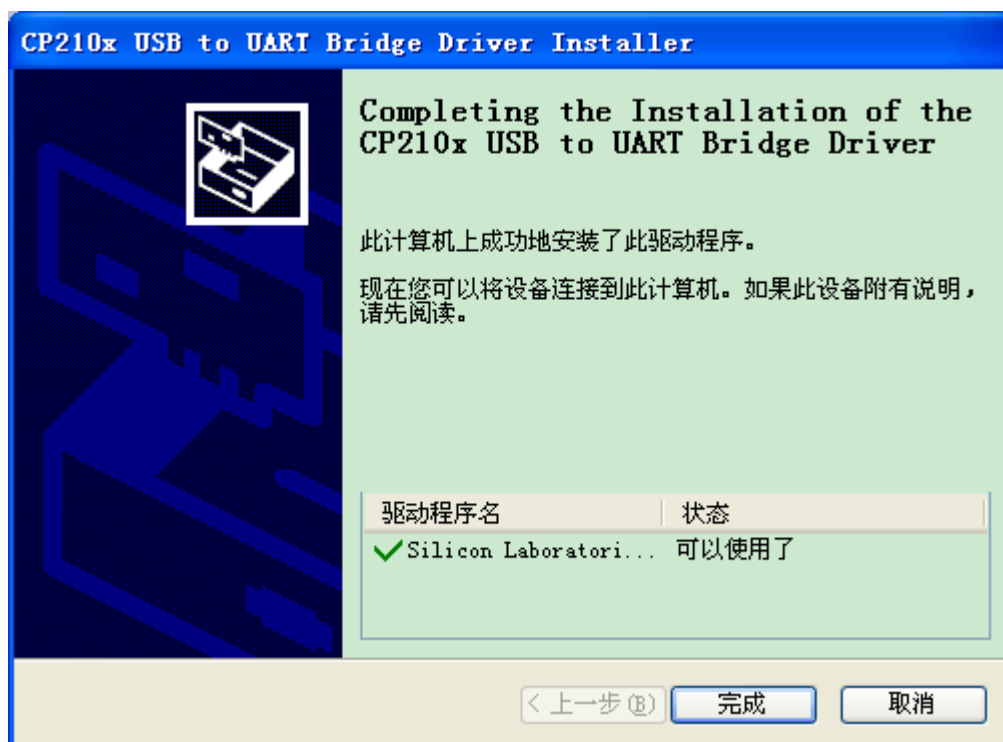 CP210x USB to UART Bridge Driver Installer
Completing the Installation of the
CP210x USB to UART Bridge Driver
此计算机上成功地安装了此驱动程序。
现在您可以将设备连接到此计算机。如果此设备附有说明，
请先阅读。
驱动程序名 状态
Silicon Laboratori... 可以使用了
< 上一步(B) 完成 取消